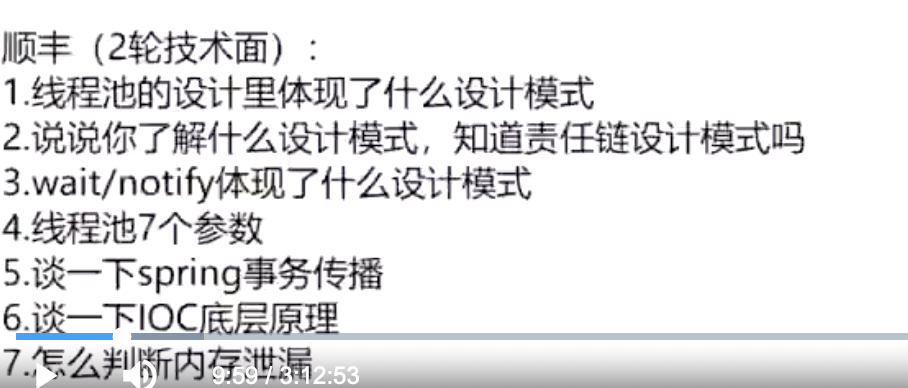 顺丰（2轮技术面）：
1.线程池的设计里体现了什么设计模式
2.说说你了解什么设计模式，知道责任链设计模式吗
3.wait/notify体现了什么设计模式
4.线程池7个参数
5.谈一下spring事务传播
6.谈一下IOC底层原理
7.怎么判断内存泄漏
9:59 / 3:12:53